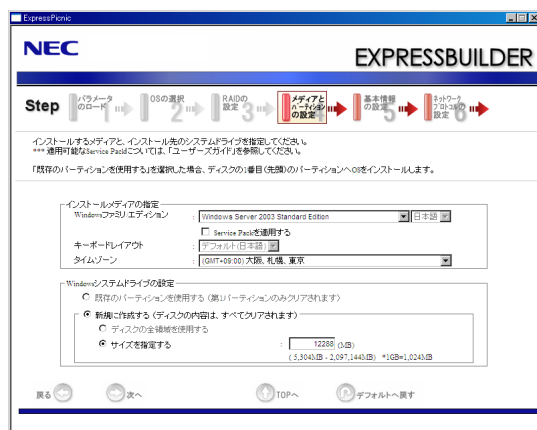 ExpressPicnic
NEC
EXPRESSBUILDER
Step
パラメータのロード 1
OSの選択 2
RAIDの設定 3
メディアとパーティションの設定 4
基本情報の設定 5
ネットワークプロトコルの設定 6
インストールするメディアと、インストール先のシステムドライブを指定してください。
*** 適用可能なService Packについては、「ユーザーズガイド」を参照してください。
「既存のパーティションを使用する」を選択した場合、ディスクの1番目(先頭)のパーティションへOSをインストールします。
インストールメディアの指定
Windowsファミリ/エディション : Windows Server 2003 Standard Edition 日本語
Service Packを適用する
キーボードレイアウト : デフォルト(日本語)
タイムゾーン : (GMT+09:00) 大阪、札幌、東京
Windowsシステムドライブの設定
既存のパーティションを使用する (第1パーティションのみクリアされます)
新規に作成する (ディスクの内容は、すべてクリアされます)
ディスクの全領域を使用する
サイズを指定する : 12288 (MB)
( 5,304MB - 2,097,144MB) *1GB=1,024MB
戻る 次へ TOPへ デフォルトへ戻す